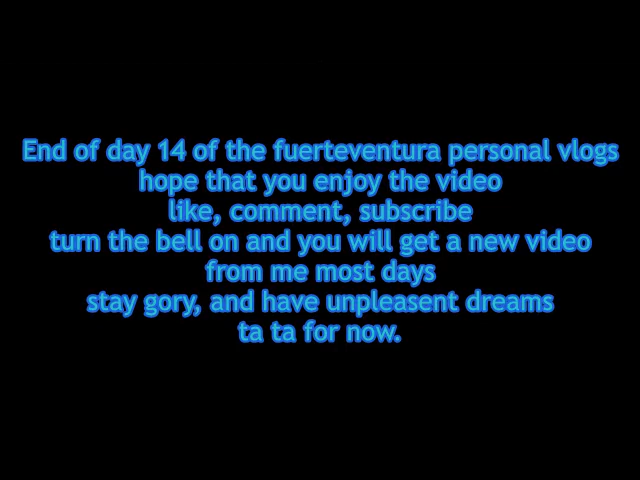 End of day 14 of the fuerteventura personal vlogs
hope that you enjoy the video
like, comment, subscribe
turn the bell on and you will get a new video
from me most days
stay gory, and have unpleasent dreams
ta ta for now.